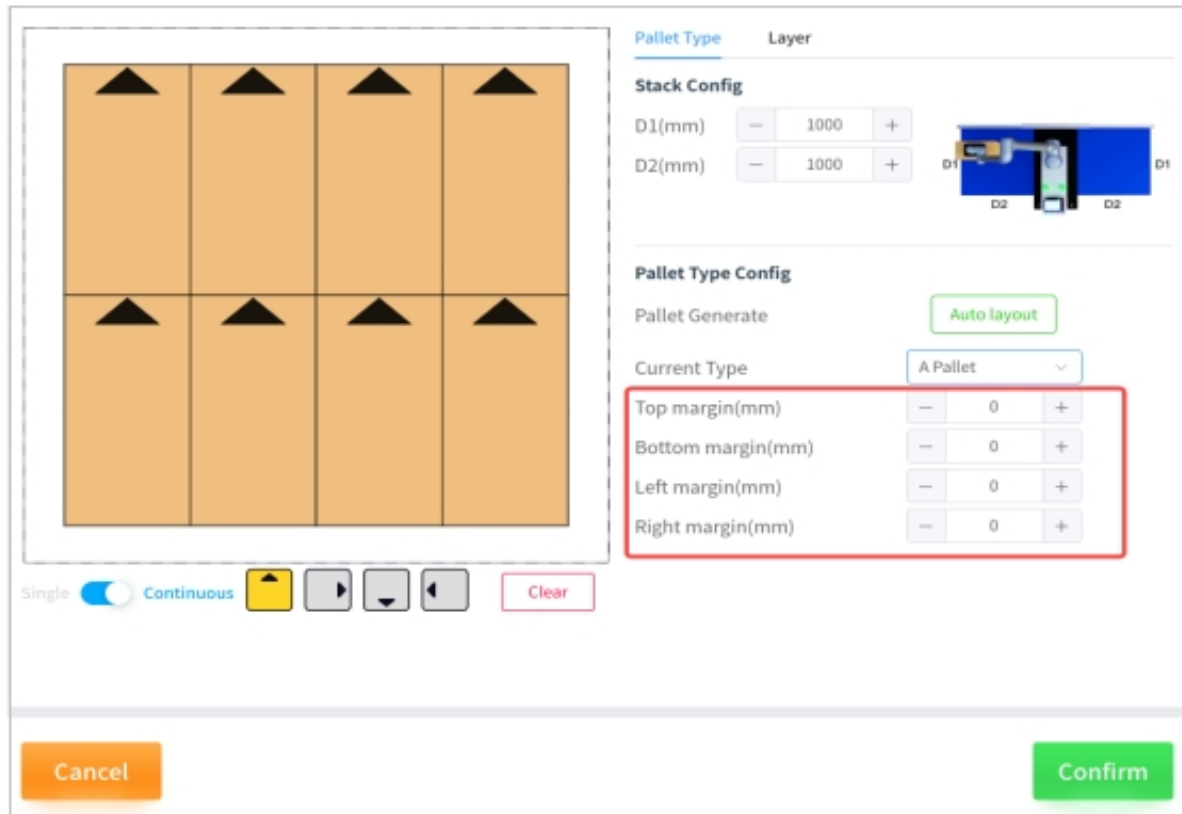 Pallet Type Layer
Stack Config
D1(mm) — 1000 +
D2(mm) — 1000 +
D1 D1
D2 D2
Pallet Type Config
Pallet Generate Auto layout
Current Type A Pallet
Top margin(mm) — 0 +
Bottom margin(mm) — 0 +
Left margin(mm) — 0 +
Right margin(mm) — 0 +
Single Continuous Clear
Cancel Confirm